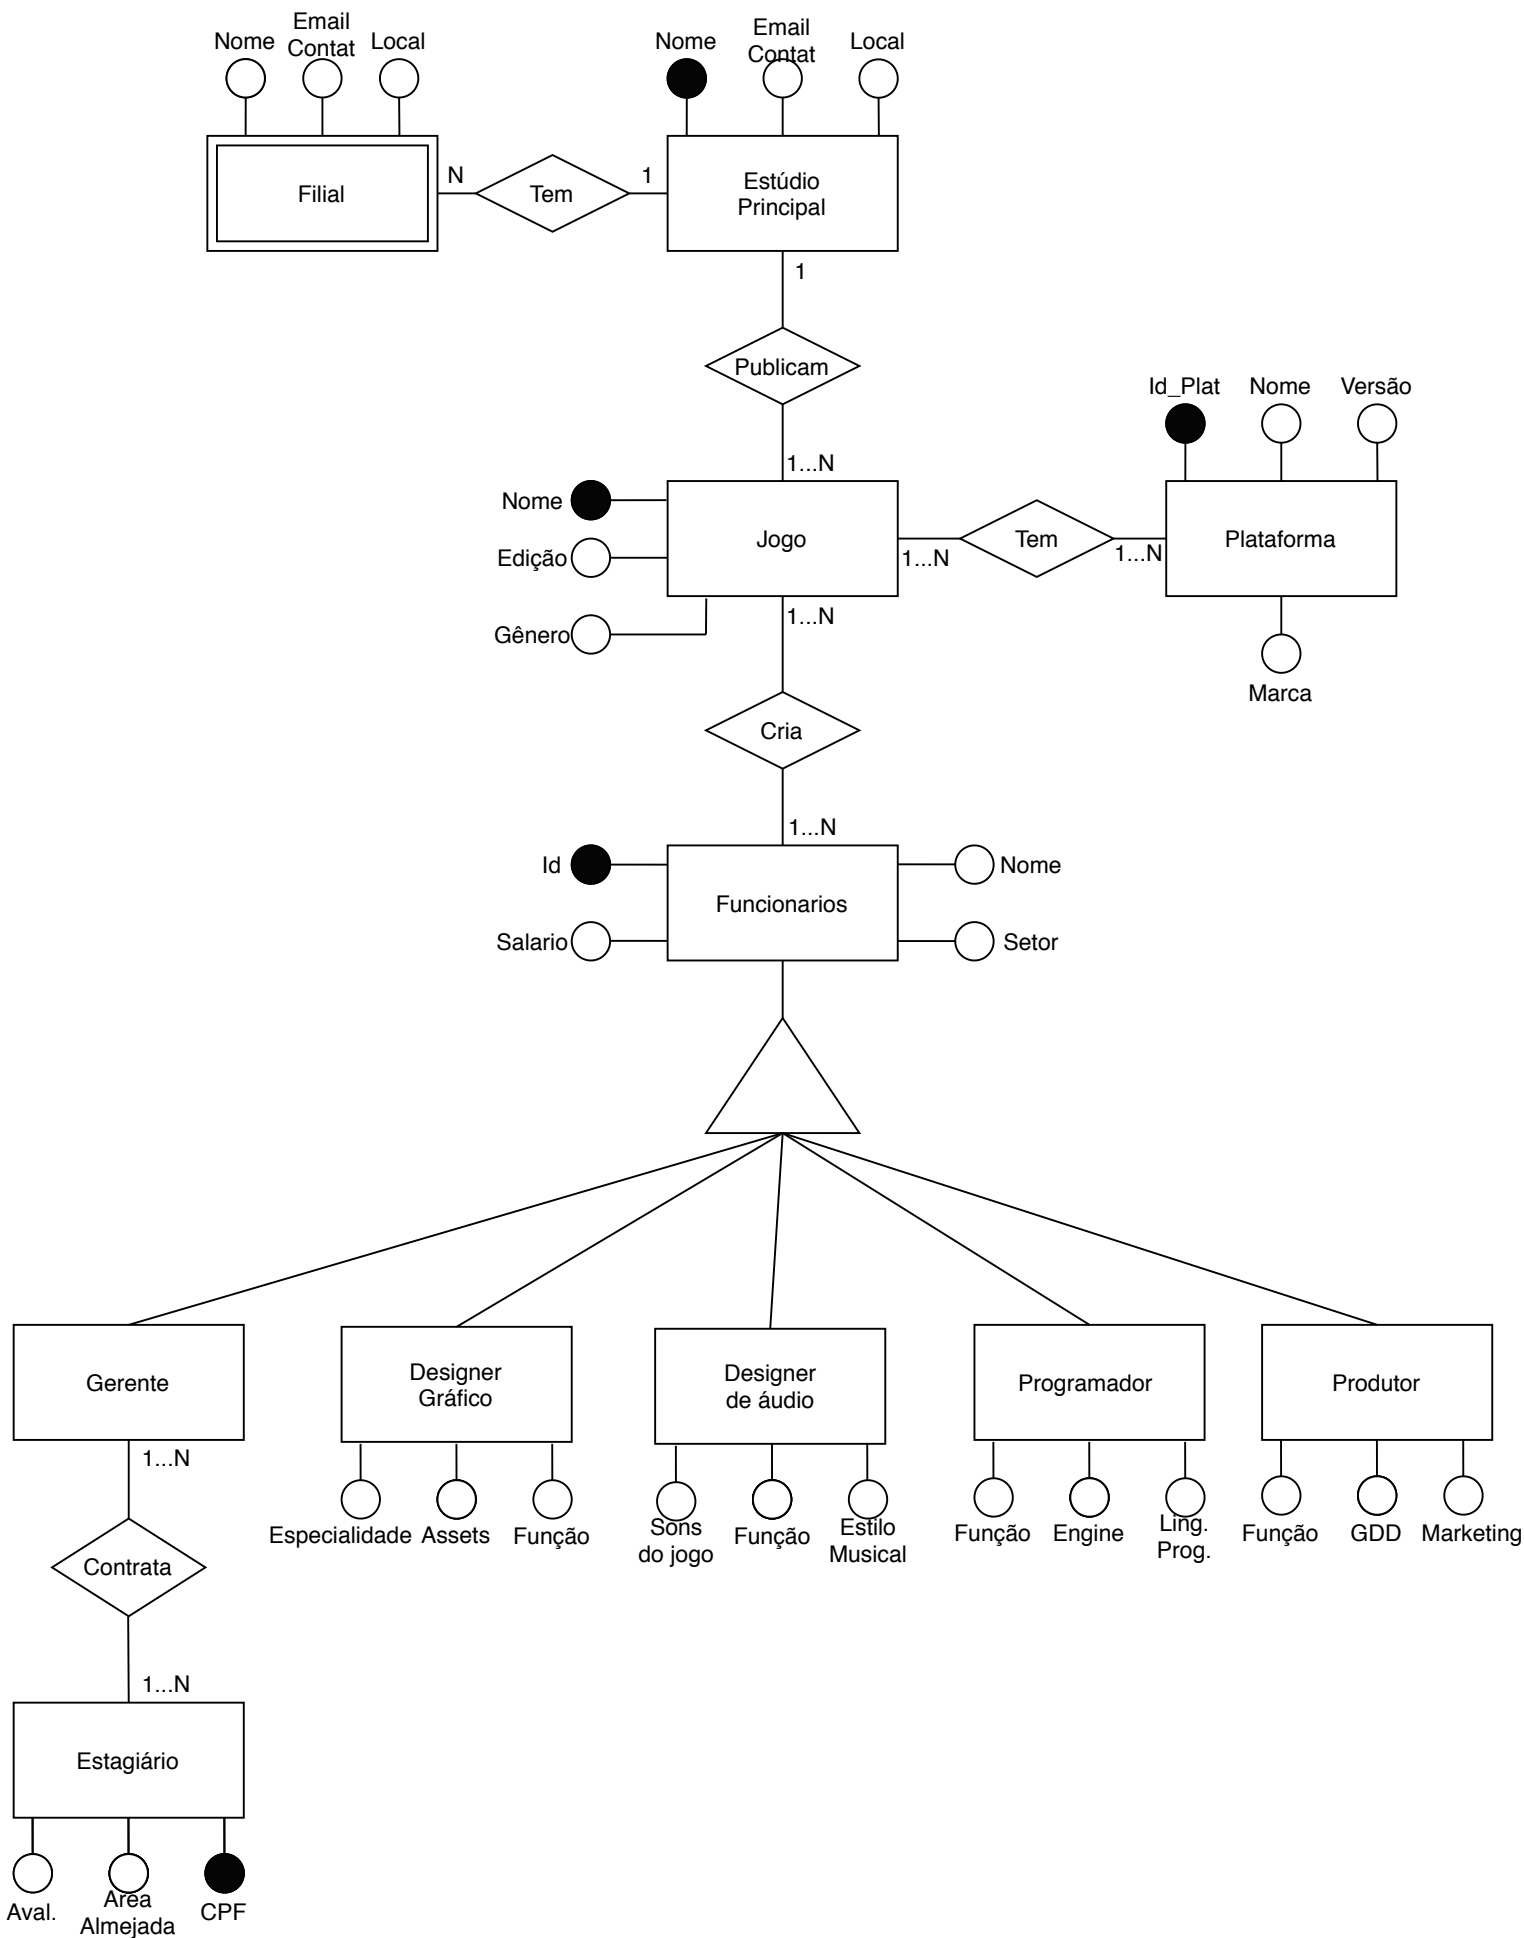 Nome
Email
Contat
Local
Nome
Email
Contat
Local
Filial
N
Tem
1
Estúdio
Principal
1
Publicam
1...N
Id_Plat
Nome
Versão
Nome
Edição
Gênero
Jogo
1...N
Tem
1...N
Plataforma
Marca
1...N
Cria
1...N
Id
Salario
Funcionarios
Nome
Setor
Gerente
Designer
Gráfico
Designer
de áudio
Programador
Produtor
1...N
Especialidade
Assets
Função
Sons
do jogo
Função
Estilo
Musical
Função
Engine
Ling.
Prog.
Função
GDD
Marketing
Contrata
1...N
Estagiário
Aval.
Area
Almejada
CPF